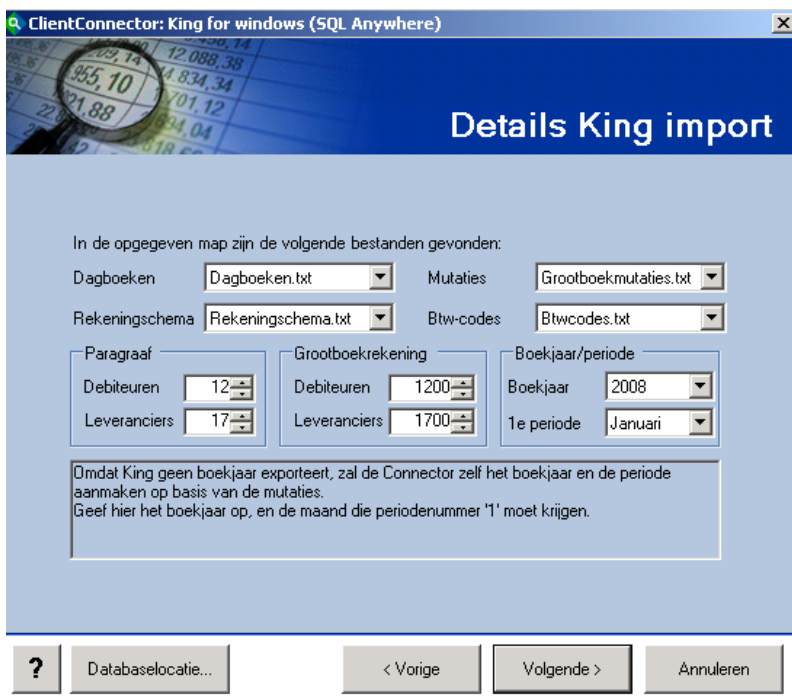 ClientConnector: King for windows (SQL Anywhere)
Details King import
In de opgegeven map zijn de volgende bestanden gevonden:
Dagboeken Dagboeken.txt Mutaties Grootboekmutaties.txt
Rekeningschema Rekeningschema.txt Btw-codes Btwcodes.txt
Paragraaf Grootboekrekening Boekjaar/periode
Debiteuren 12 Debiteuren 1200 Boekjaar 2008
Leveranciers 17 Leveranciers 1700 1e periode Januari
Omdat King geen boekjaar exporteert, zal de Connector zelf het boekjaar en de periode
aanmaken op basis van de mutaties.
Geef hier het boekjaar op, en de maand die periodenummer '1' moet krijgen.
? Databaselocatie... < Vorige Volgende > Annuleren